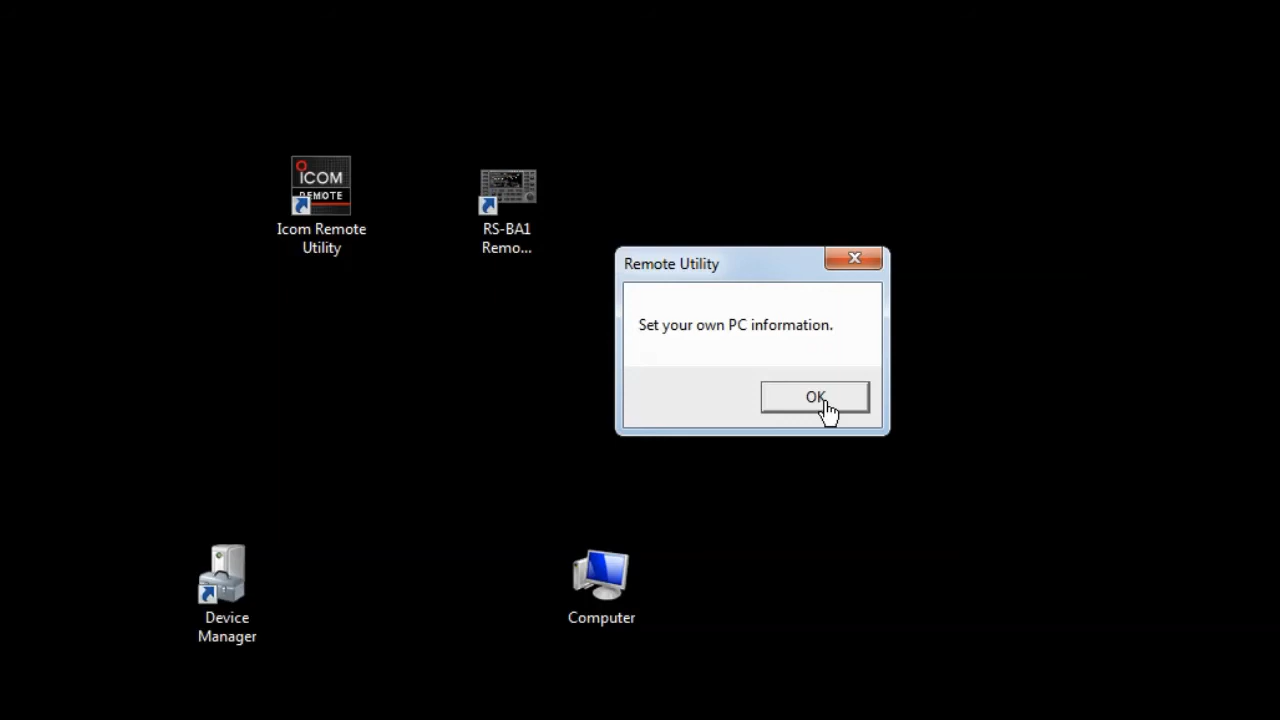 ICOM
REMOTE
Icom Remote
Utility
RS-BA1
Remo...
Remote Utility
Set your own PC information.
OK
Device
Manager
Computer